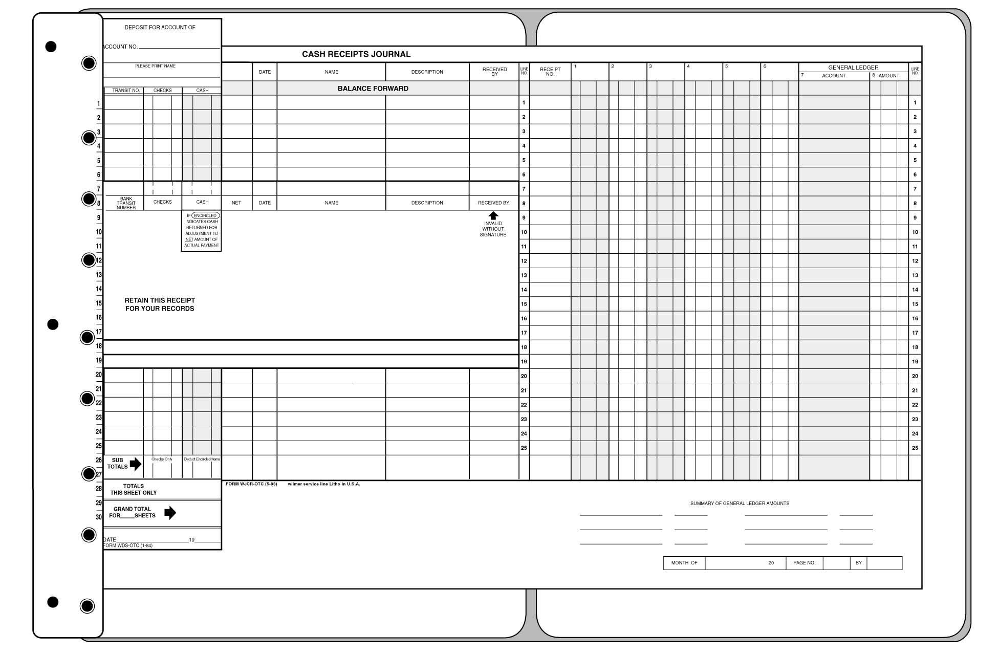 DEPOSIT FOR ACCOUNT OF
ACCOUNT NO.
PLEASE PRINT NAME
TRANSIT NO. CHECKS CASH
CASH RECEIPTS JOURNAL
DATE NAME DESCRIPTION RECEIVED BY LINE NO. RECEIPT NO. 1 2 3 4 5 6 GENERAL LEDGER LINE NO.
7 ACCOUNT 8 AMOUNT
BALANCE FORWARD
1 1 1
2 2 2
3 3 3
4 4 4
5 5 5
6 6 6
7 7 7
8 BANK TRANSIT NUMBER CHECKS CASH NET DATE NAME DESCRIPTION RECEIVED BY 8 8
9 9 9
10 10 10
11 11 11
IF ENCIRCLED
INDICATES CASH
RETURNED FOR
ADJUSTMENT TO
NET AMOUNT OF
ACTUAL PAYMENT
INVALID
WITHOUT
SIGNATURE
12 12 12
13 13 13
14 14 14
15 15 15
RETAIN THIS RECEIPT
FOR YOUR RECORDS
16 16 16
17 17 17
18 18 18
19 19 19
20 20 20
21 21 21
22 22 22
23 23 23
24 24 24
25 25 25
26 SUB TOTALS Checks Only Deduct Encircled Items
27
FORM WJCR-OTC (5-83) wilmer service line Litho in U.S.A.
28 TOTALS
THIS SHEET ONLY
29 GRAND TOTAL
30 FOR_____SHEETS
DATE 19
FORM WDS-OTC (1-84)
SUMMARY OF GENERAL LEDGER AMOUNTS
MONTH OF 20 PAGE NO. BY